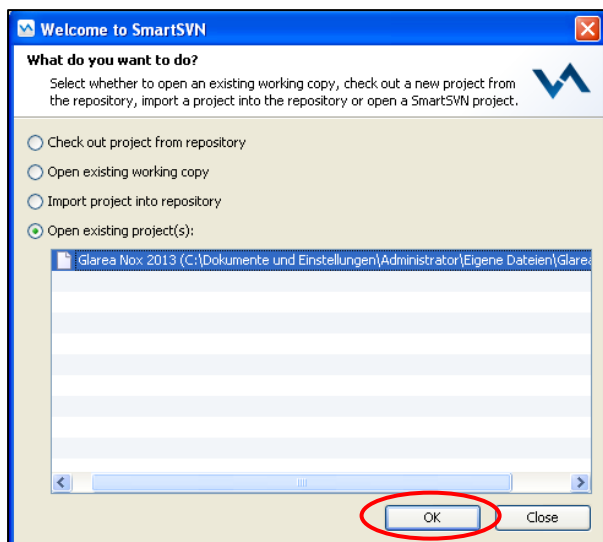 Welcome to SmartSVN
What do you want to do?
Select whether to open an existing working copy, check out a new project from
the repository, import a project into the repository or open a SmartSVN project.
Check out project from repository
Open existing working copy
Import project into repository
Open existing project(s):
Glarea Nox 2013 (C:\Dokumente und Einstellungen\Administrator\Eigene Dateien\Glarea
OK
Close